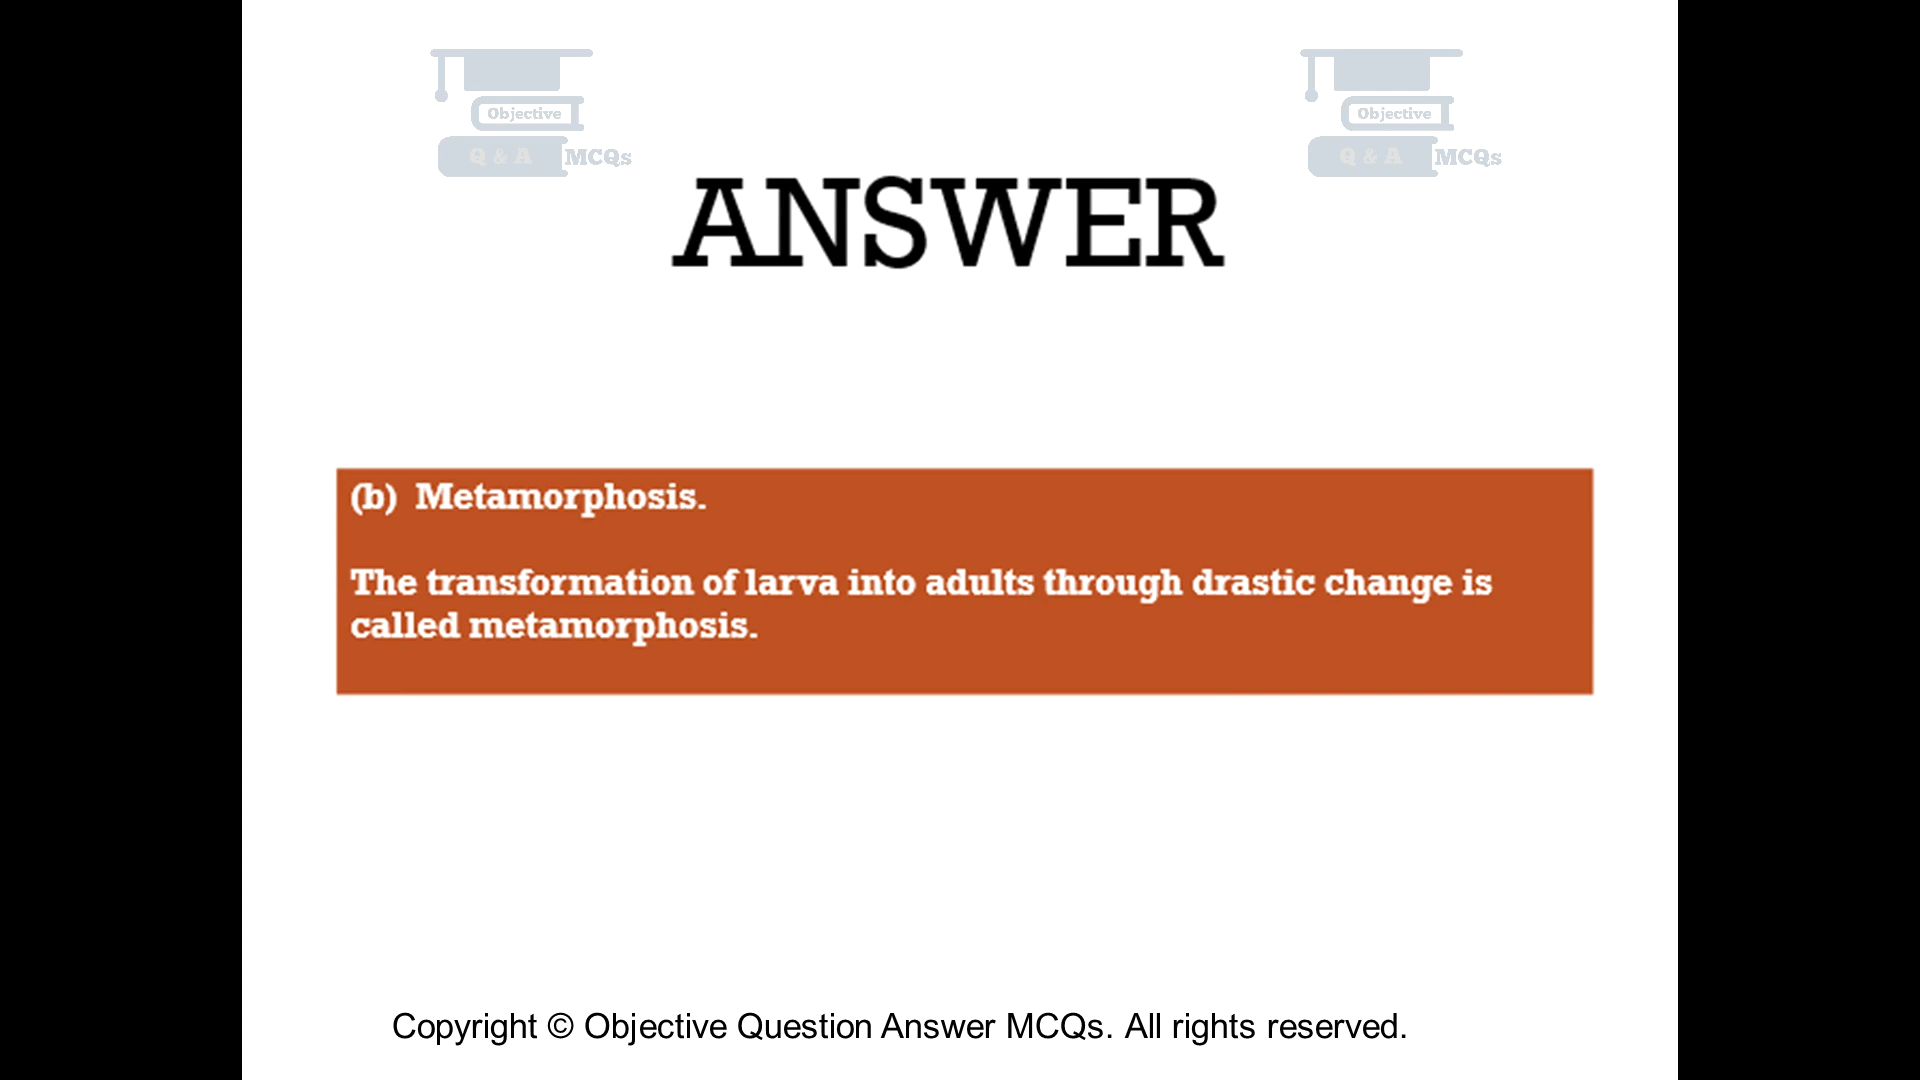 Objective
Q & A MCQs
Objective
Q & A MCQs
ANSWER
(b) Metamorphosis.
The transformation of larva into adults through drastic change is
called metamorphosis.
Copyright © Objective Question Answer MCQs. All rights reserved.